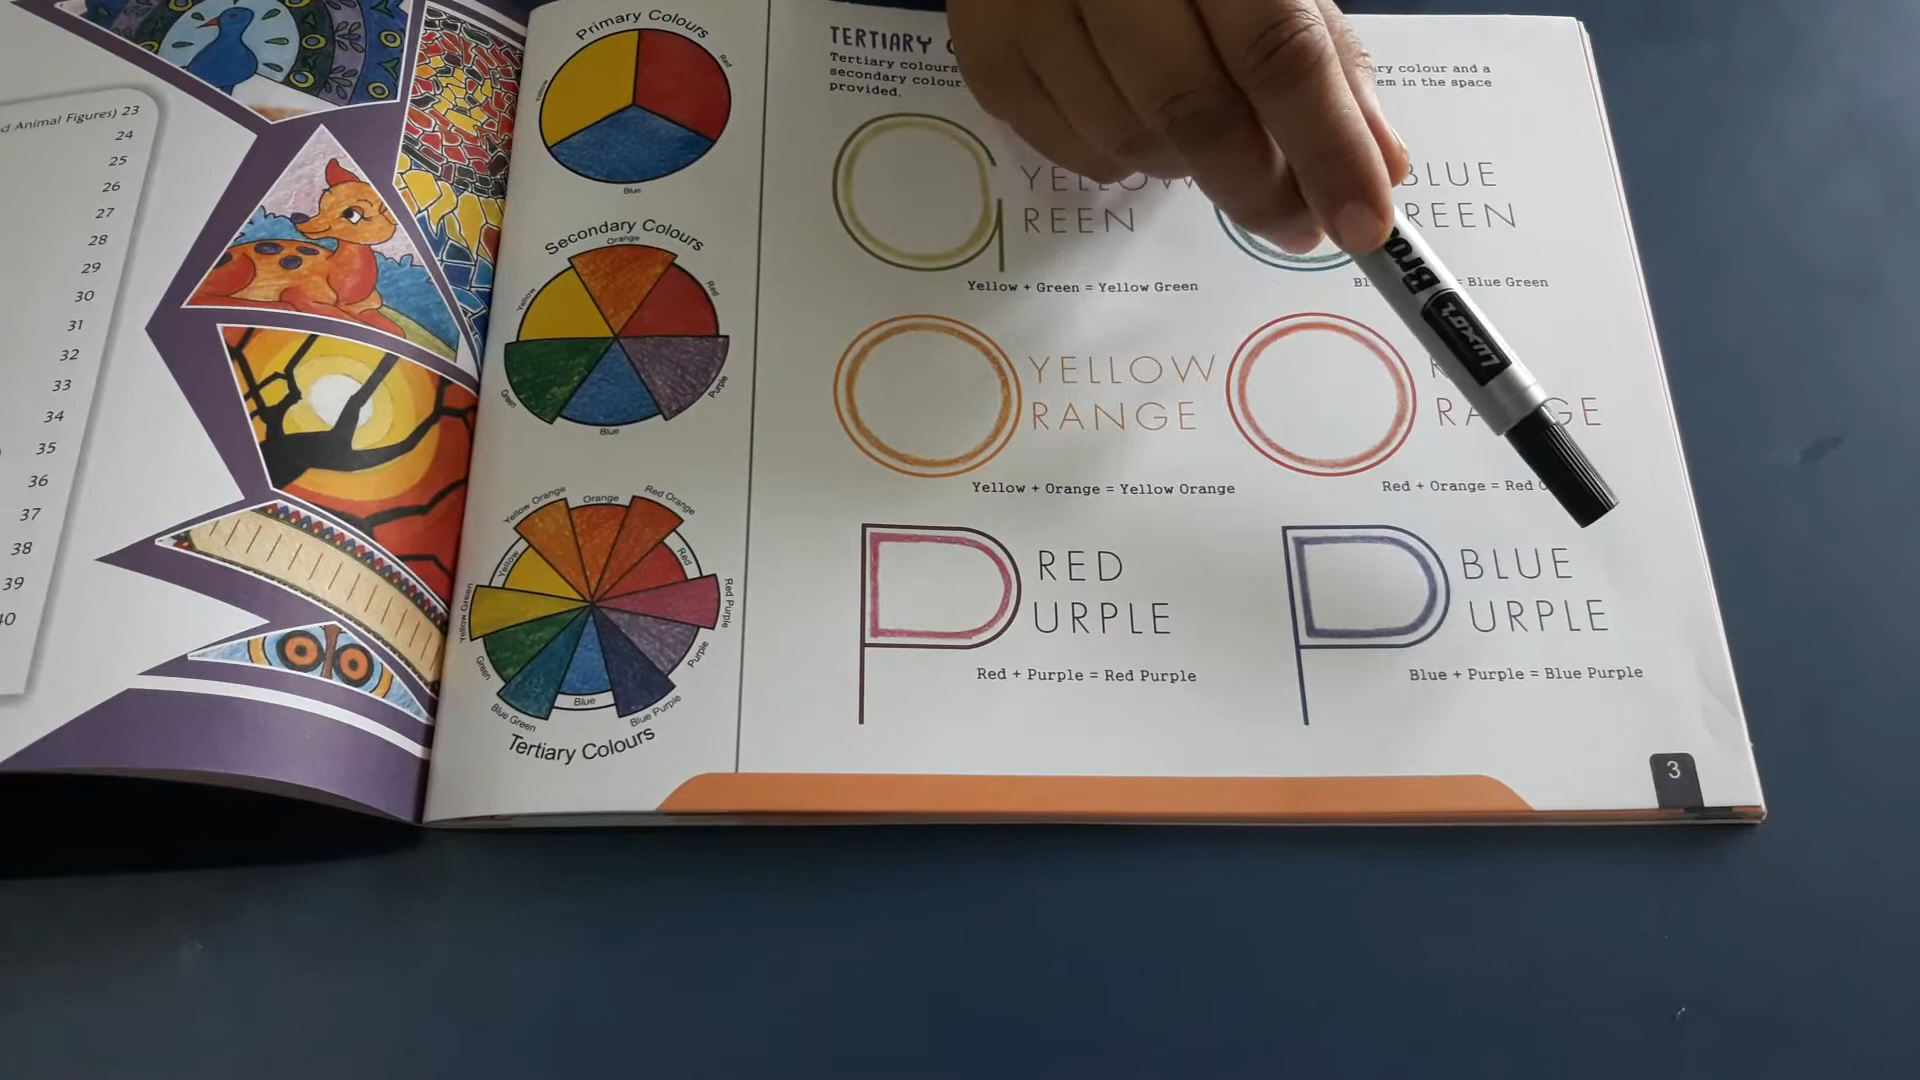 d Animal Figures) 23
24
25
26
27
28
29
30
31
32
33
34
35
36
37
38
39
40
Primary Colours
Yellow
Red
Blue
Secondary Colours
Orange
Yellow
Red
Green
Purple
Blue
Yellow Orange
Orange
Red Orange
Yellow
Red
Yellow Green
Red Purple
Green
Purple
Blue Green
Blue
Blue Purple
Tertiary Colours
TERTIARY
Tertiary colours
secondary colour
provided.
ry colour and a
em in the space
YELLOW
REEN
Yellow + Green = Yellow Green
BLUE
REEN
Bl = Blue Green
YELLOW
RANGE
Yellow + Orange = Yellow Orange
R
RA GE
Red + Orange = Red O
RED
URPLE
Red + Purple = Red Purple
BLUE
URPLE
Blue + Purple = Blue Purple
3
Bro
LUXOR